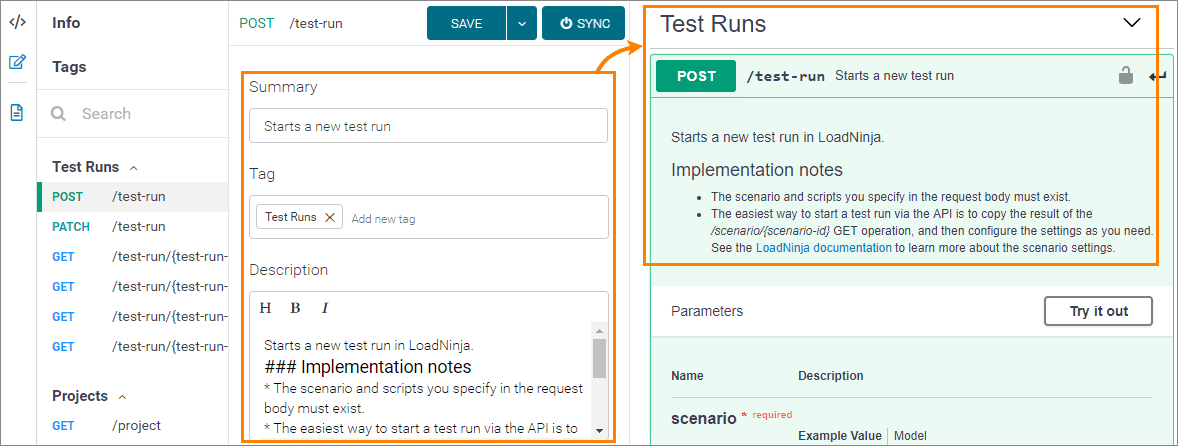 Info
Tags
Search
Test Runs
POST /test-run
PATCH /test-run
GET /test-run/{test-run-
GET /test-run/{test-run-
GET /test-run/{test-run-
GET /test-run/{test-run-
Projects
GET /project
POST /test-run
SAVE
SYNC
Summary
Starts a new test run
Tag
Test Runs
Add new tag
Description
H B I
Starts a new test run in LoadNinja.
### Implementation notes
* The scenario and scripts you specify in the request
body must exist.
* The easiest way to start a test run via the API is to
Test Runs
POST /test-run Starts a new test run
Starts a new test run in LoadNinja.
Implementation notes
• The scenario and scripts you specify in the request body must exist.
• The easiest way to start a test run via the API is to copy the result of the
/scenario/{scenario-id} GET operation, and then configure the settings as you need.
See the LoadNinja documentation to learn more about the scenario settings.
Parameters
Try it out
Name Description
scenario * required
Example Value Model